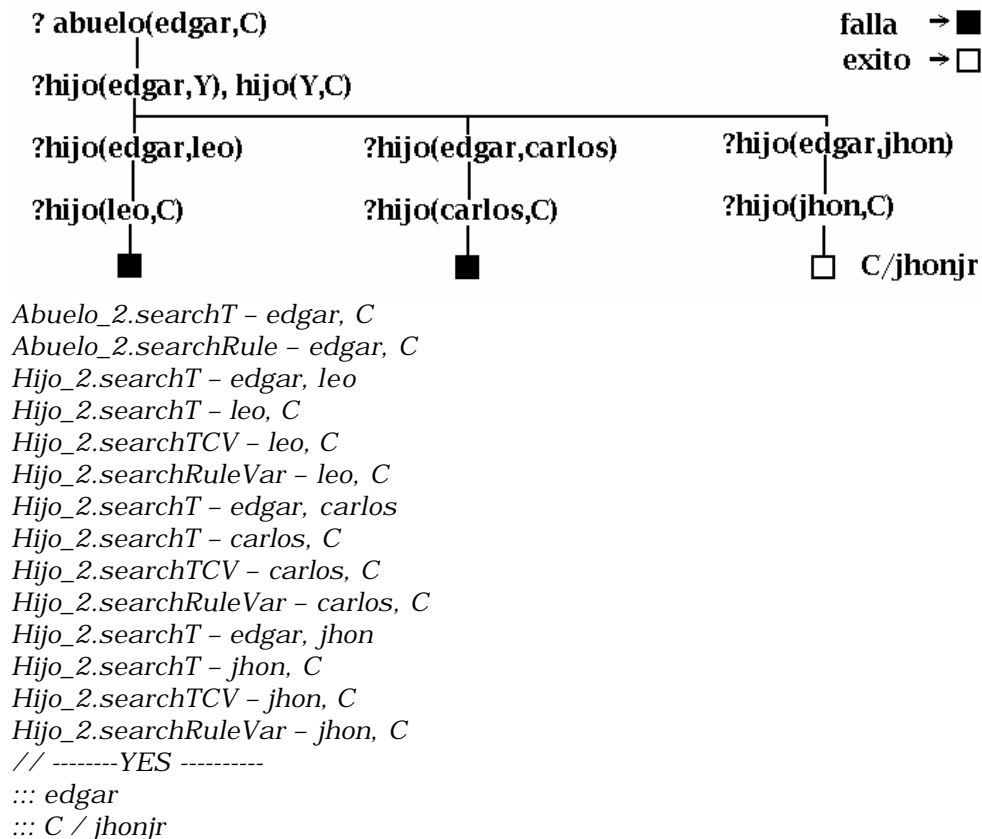 ? abuelo(edgar,C)
falla → ■
exito → □
?hijo(edgar,Y), hijo(Y,C)
?hijo(edgar,leo) ?hijo(edgar,carlos) ?hijo(edgar,jhon)
?hijo(leo,C) ?hijo(carlos,C) ?hijo(jhon,C)
C/jhonjr
Abuelo_2.searchT – edgar, C
Abuelo_2.searchRule – edgar, C
Hijo_2.searchT – edgar, leo
Hijo_2.searchT – leo, C
Hijo_2.searchTCV – leo, C
Hijo_2.searchRuleVar – leo, C
Hijo_2.searchT – edgar, carlos
Hijo_2.searchT – carlos, C
Hijo_2.searchTCV – carlos, C
Hijo_2.searchRuleVar – carlos, C
Hijo_2.searchT – edgar, jhon
Hijo_2.searchT – jhon, C
Hijo_2.searchTCV – jhon, C
Hijo_2.searchRuleVar – jhon, C
// --------YES ----------
::: edgar
::: C / jhonjr